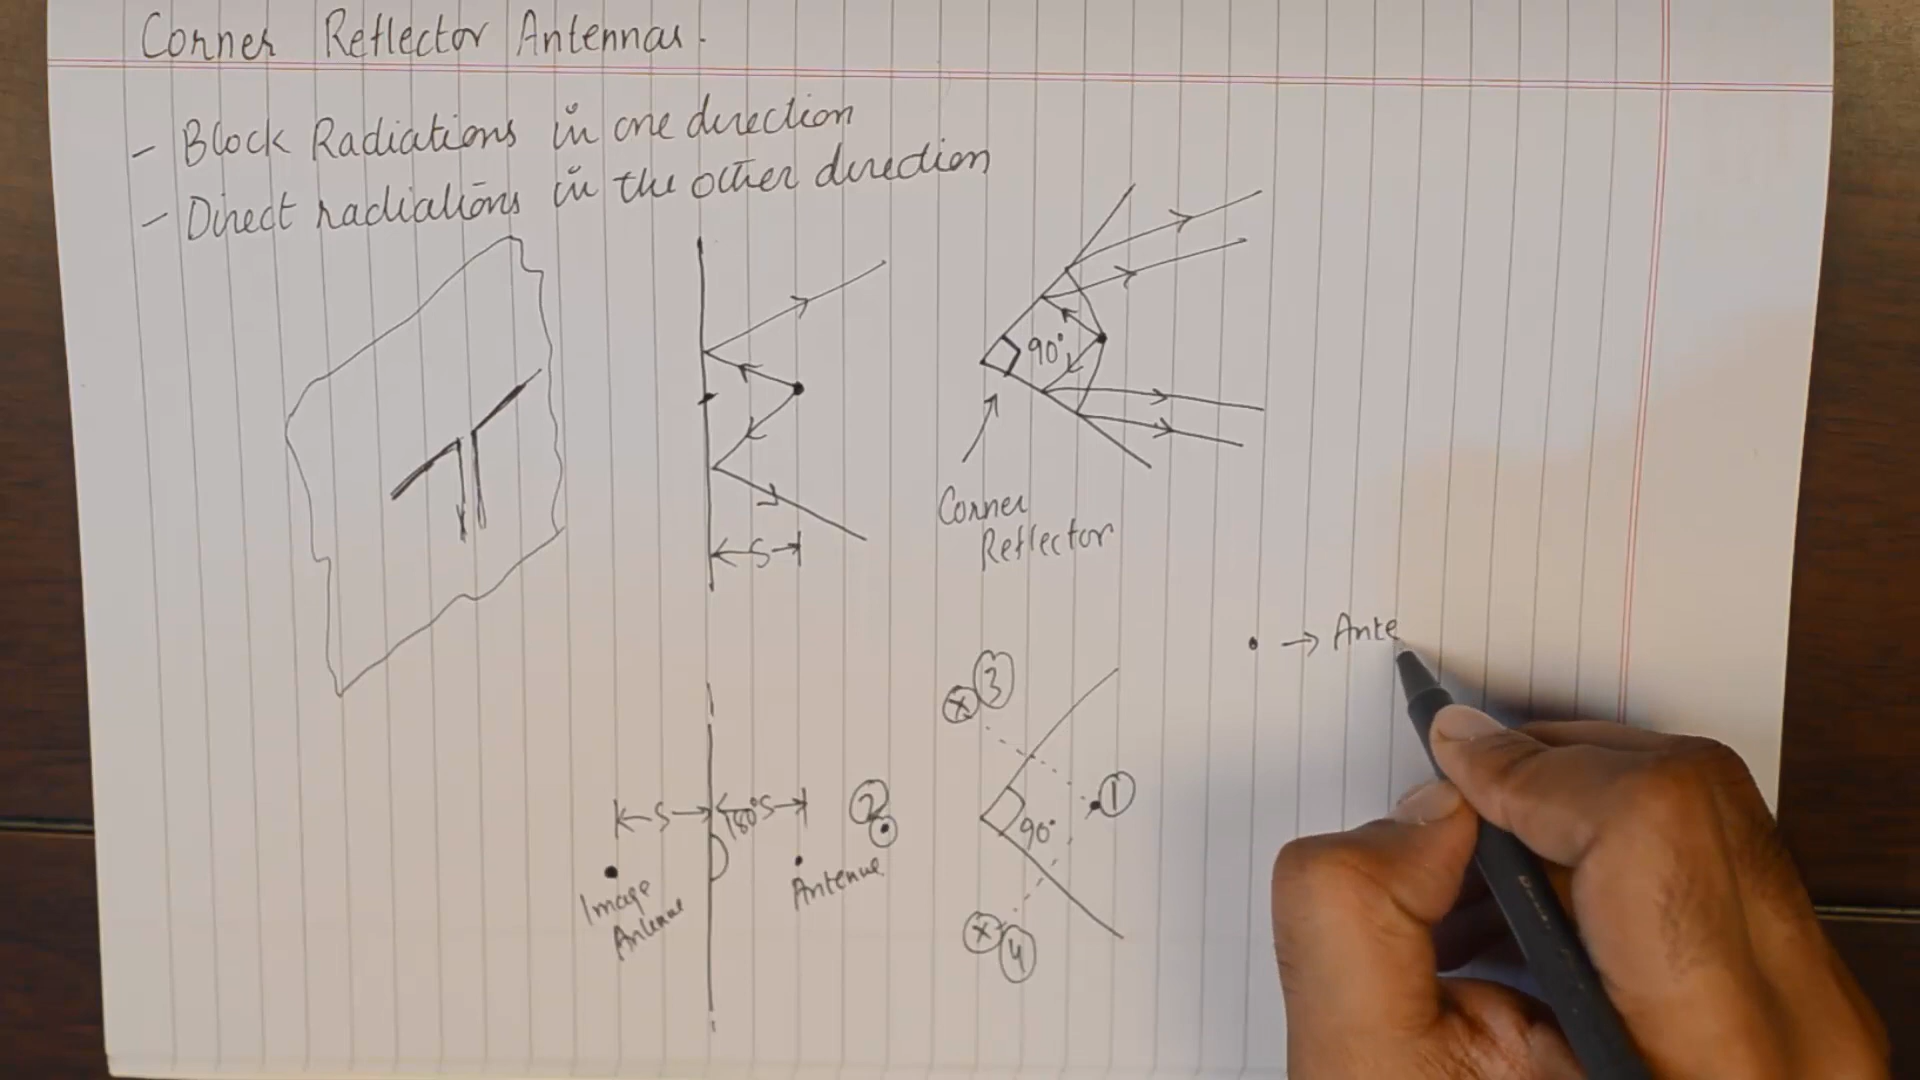 Corner Reflector Antennas.
- Block Radiations in one direction
- Direct radiations in the other direction
90°
S
Corner
Reflector
• → Ante
S
180°
S
Image
Antenna
Antenna
2
3
x
1
90°
x
4